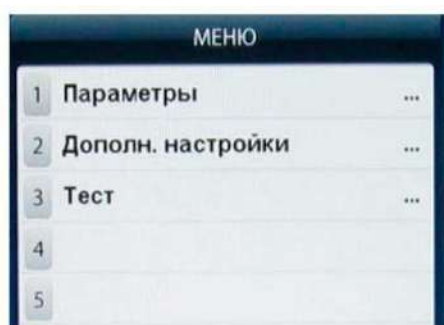 МЕНЮ
1 Параметры ...
2 Дополн. настройки ...
3 Тест ...
4
5